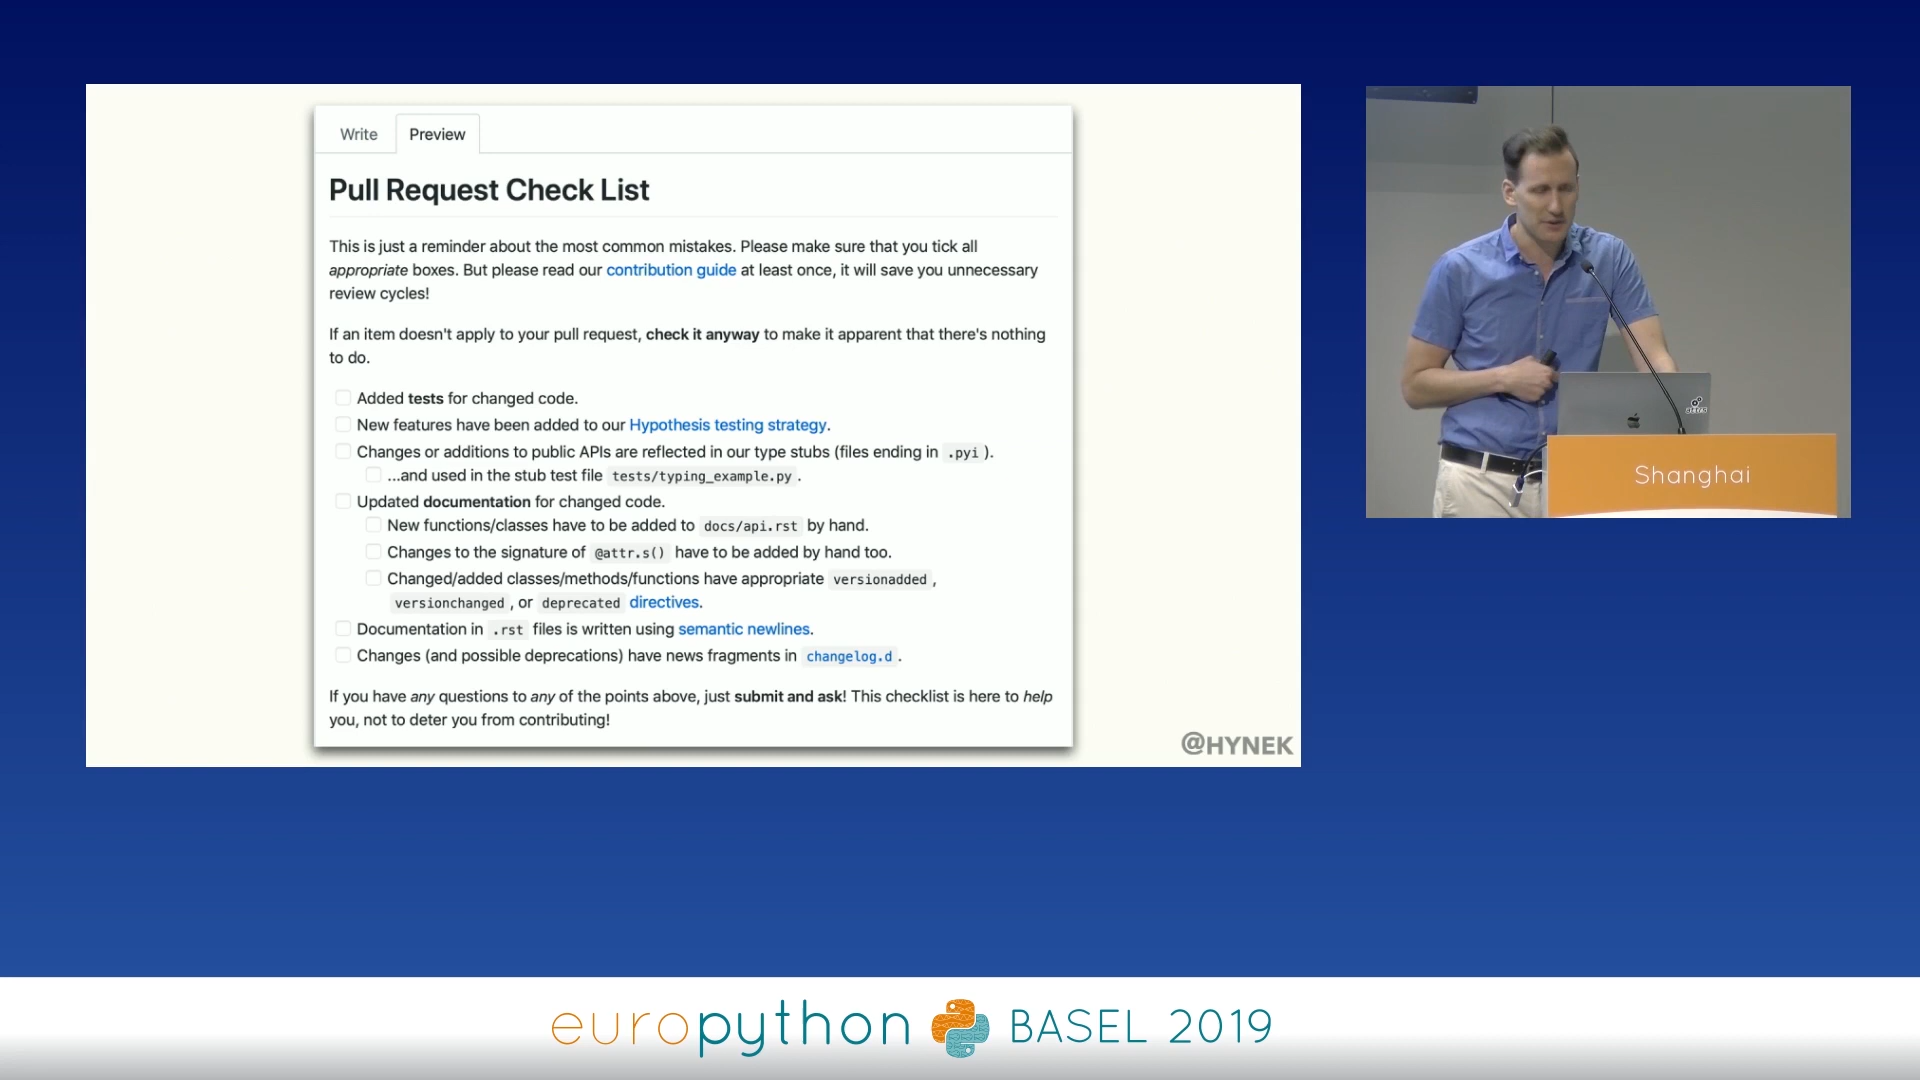 Write Preview
Pull Request Check List
This is just a reminder about the most common mistakes. Please make sure that you tick all
appropriate boxes. But please read our contribution guide at least once, it will save you unnecessary
review cycles!
If an item doesn't apply to your pull request, check it anyway to make it apparent that there's nothing
to do.
Added tests for changed code.
New features have been added to our Hypothesis testing strategy.
Changes or additions to public APIs are reflected in our type stubs (files ending in .pyi ).
...and used in the stub test file tests/typing_example.py .
Updated documentation for changed code.
New functions/classes have to be added to docs/api.rst by hand.
Changes to the signature of @attr.s() have to be added by hand too.
Changed/added classes/methods/functions have appropriate versionadded ,
versionchanged , or deprecated directives.
Documentation in .rst files is written using semantic newlines.
Changes (and possible deprecations) have news fragments in changelog.d .
If you have any questions to any of the points above, just submit and ask! This checklist is here to help
you, not to deter you from contributing!
@HYNEK
attrs
Shanghai
europython BASEL 2019